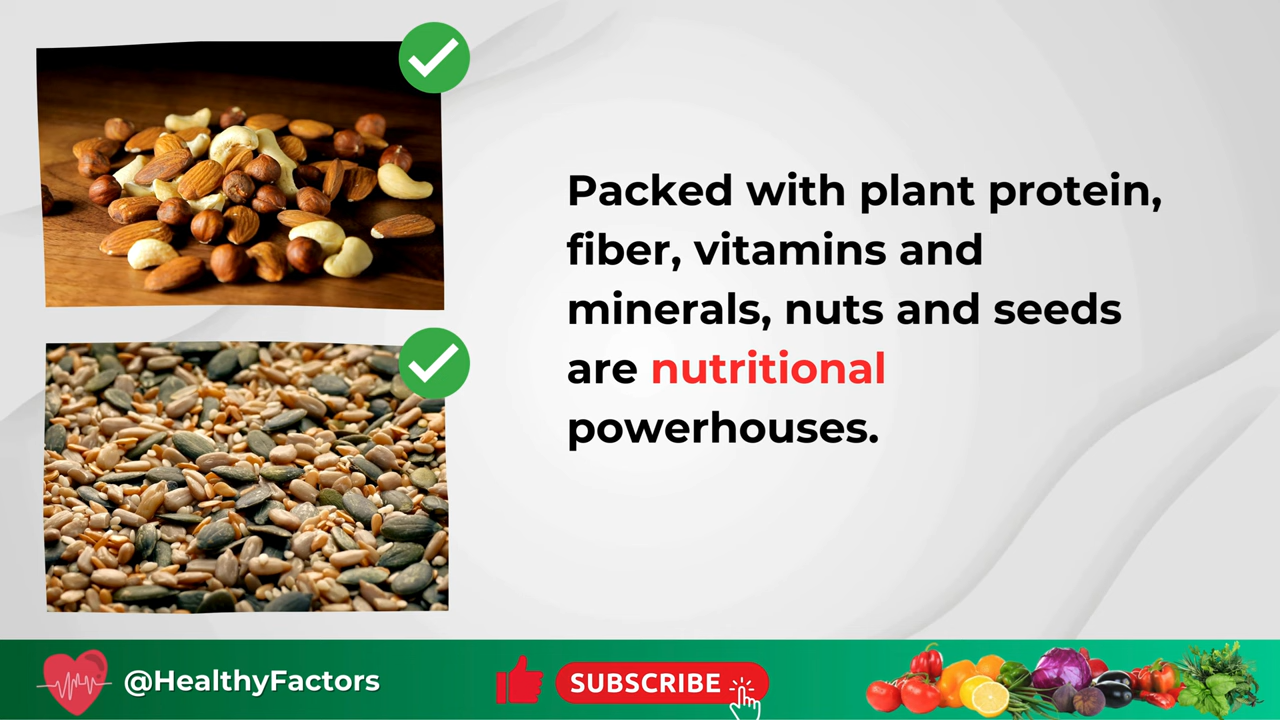 Packed with plant protein,
fiber, vitamins and
minerals, nuts and seeds
are nutritional
powerhouses.
@HealthyFactors
SUBSCRIBE